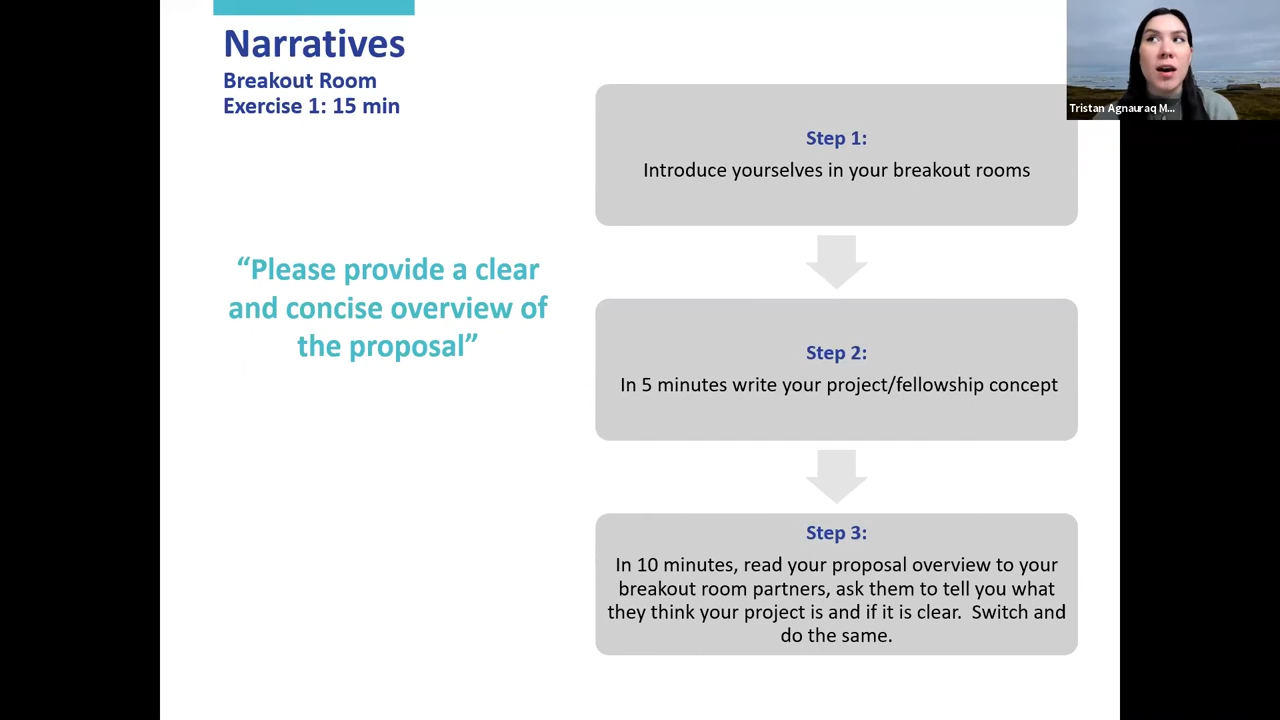 Narratives
Breakout Room
Exercise 1: 15 min
“Please provide a clear
and concise overview of
the proposal”
Step 1:
Introduce yourselves in your breakout rooms
Step 2:
In 5 minutes write your project/fellowship concept
Step 3:
In 10 minutes, read your proposal overview to your
breakout room partners, ask them to tell you what
they think your project is and if it is clear.  Switch and
do the same.
Tristan Agnauraq M...